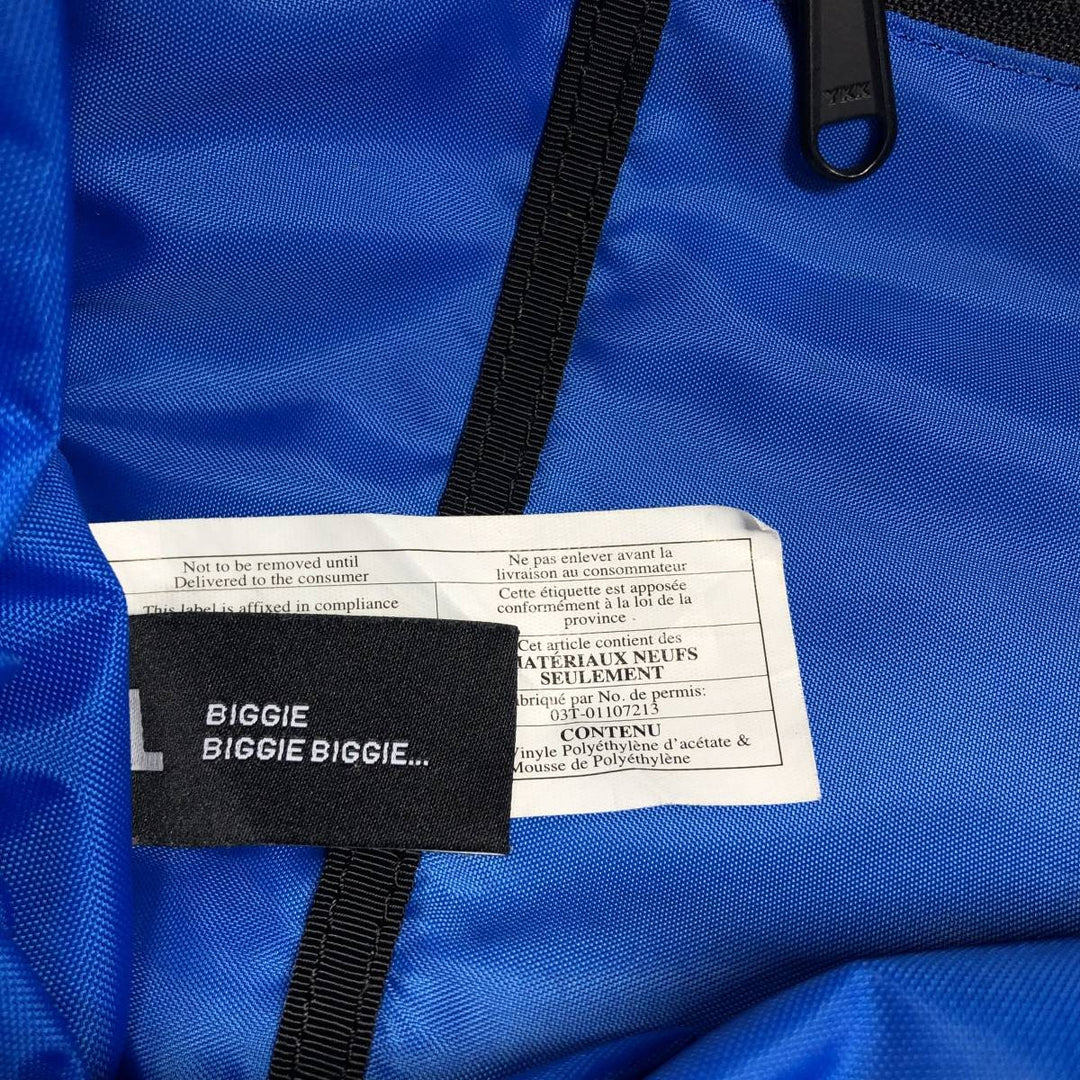 YKK
Not to be removed until
Delivered to the consumer
This label is affixed in compliance
Ne pas enlever avant la
livraison au consommateur
Cette étiquette est apposée
conformément à la loi de la
province
Cet article contient des
MATÉRIAUX NEUFS
SEULEMENT
par No. de permis:
03T-01107213
CONTENU
Vinyle Polyéthylène d'acétate &
Mousse de Polyéthylène
BIGGIE
BIGGIE BIGGIE...